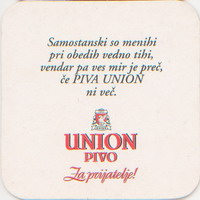 Samostanski so menihi
pri obedih vedno tihi,
vendar pa ves mir je preč,
če PIVA UNION
ni več.
UNION
PIVO
Za prijatelje!